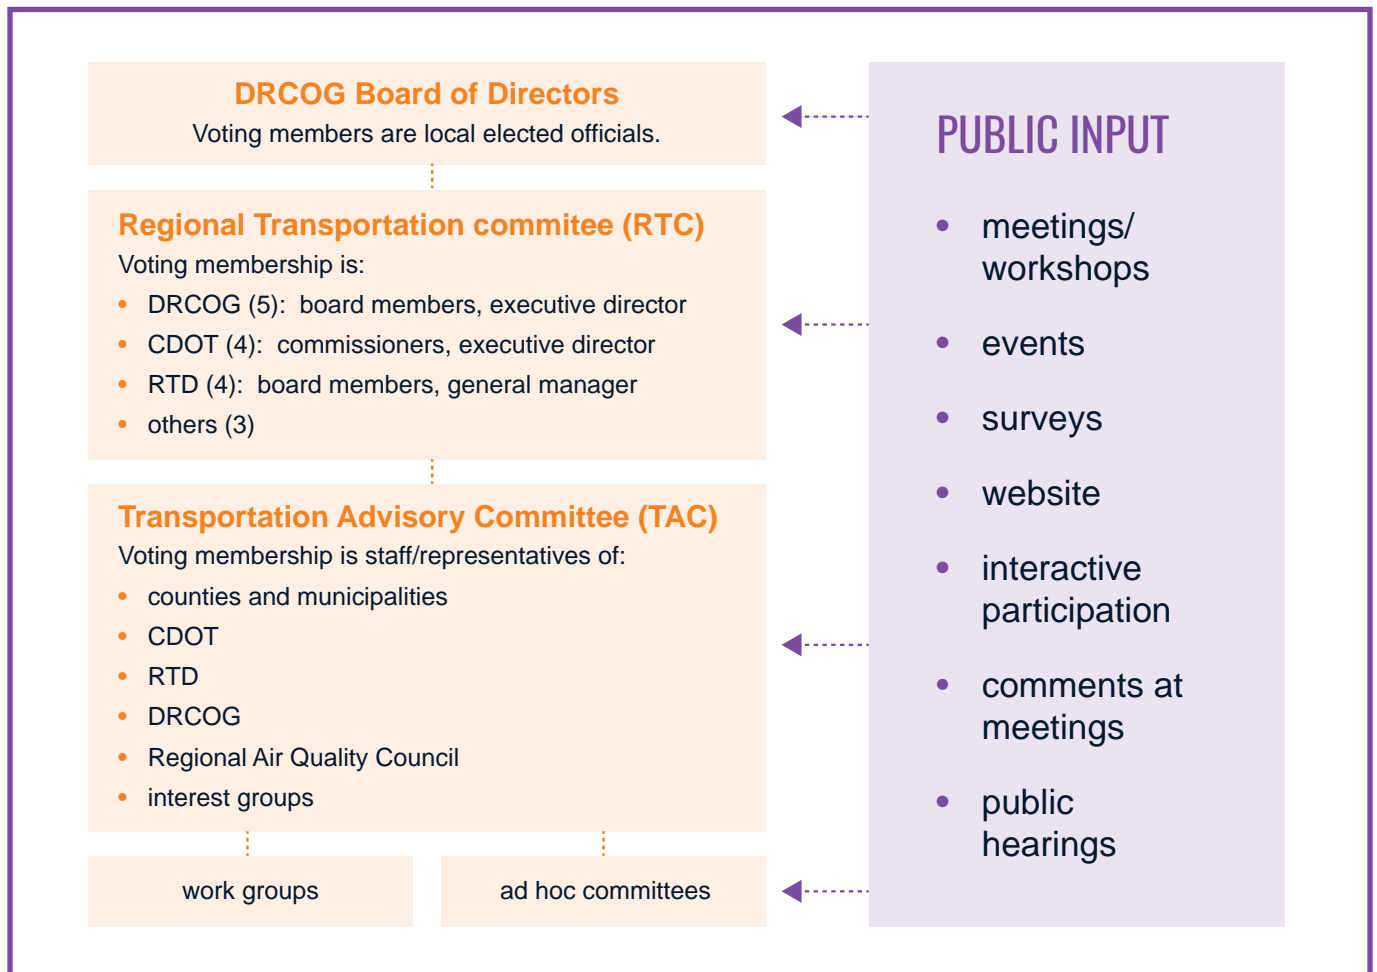 DRCOG Board of Directors
Voting members are local elected officials.
Regional Transportation commitee (RTC)
Voting membership is:
• DRCOG (5):  board members, executive director
• CDOT (4):  commissioners, executive director
• RTD (4):  board members, general manager
• others (3)
Transportation Advisory Committee (TAC)
Voting membership is staff/representatives of:
• counties and municipalities
• CDOT
• RTD
• DRCOG
• Regional Air Quality Council
• interest groups
work groups
ad hoc committees
PUBLIC INPUT
• meetings/
workshops
• events
• surveys
• website
• interactive
participation
• comments at
meetings
• public
hearings